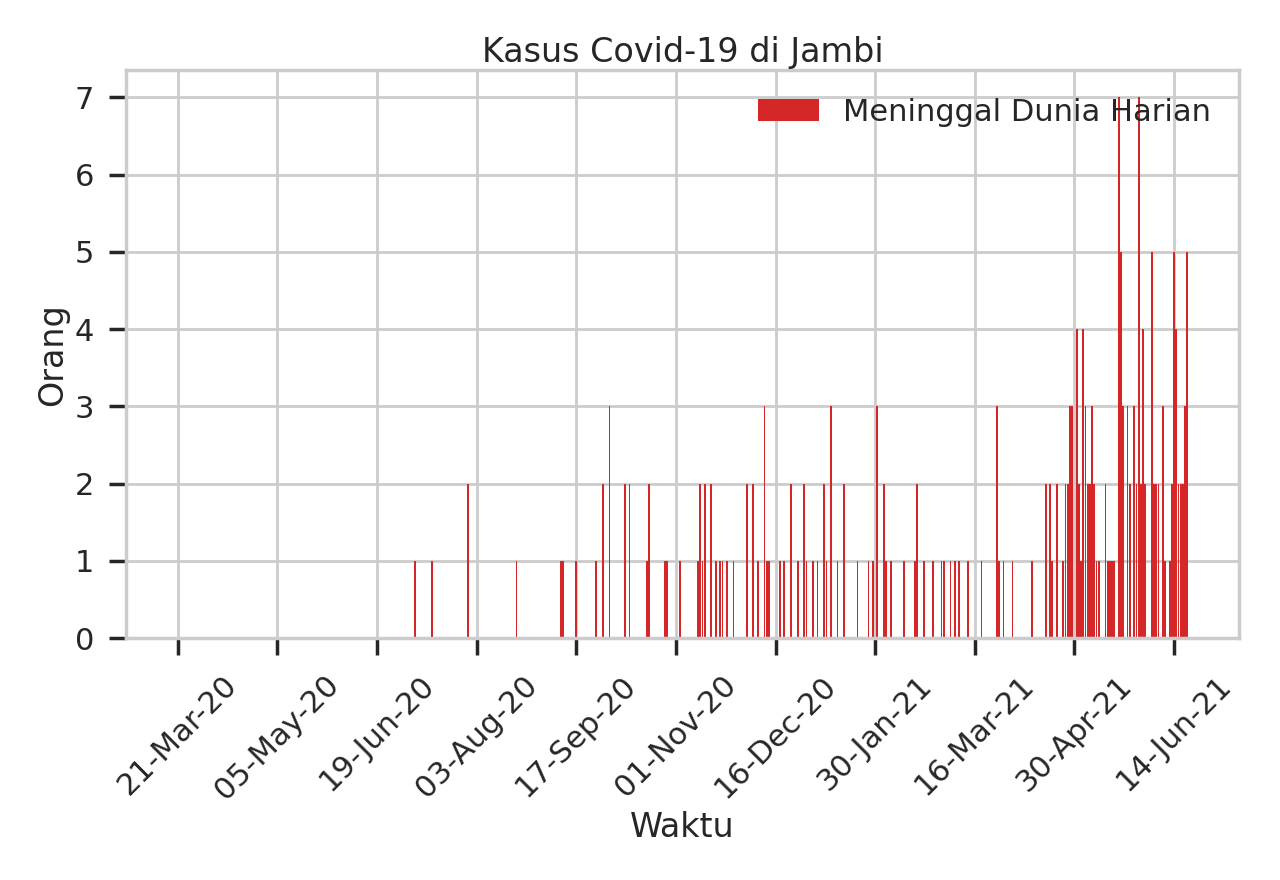 Kasus Covid-19 di Jambi
Meninggal Dunia Harian
7
6
5
4
3
2
1
0
Orang
21-Mar-20
05-May-20
19-Jun-20
03-Aug-20
17-Sep-20
01-Nov-20
16-Dec-20
30-Jan-21
16-Mar-21
30-Apr-21
14-Jun-21
Waktu